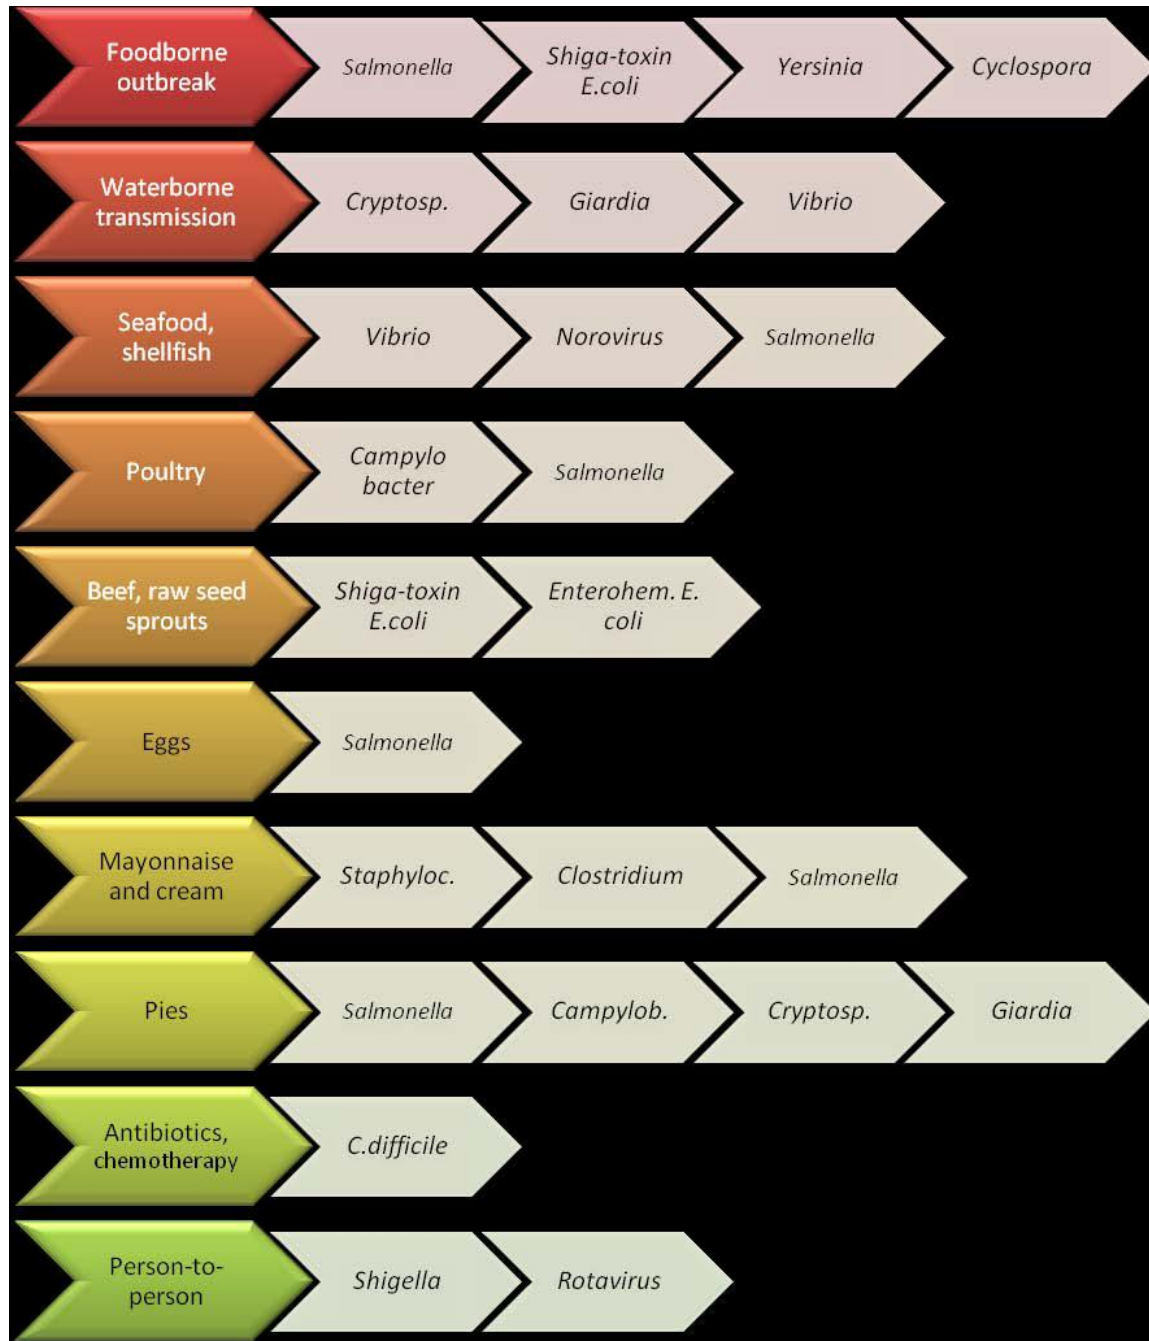 Foodborne
outbreak
Salmonella
Shiga-toxin
E.coli
Yersinia
Cyclospora
Waterborne
transmission
Cryptosp.
Giardia
Vibrio
Seafood,
shellfish
Vibrio
Norovirus
Salmonella
Poultry
Campylo
bacter
Salmonella
Beef, raw seed
sprouts
Shiga-toxin
E.coli
Enterohem. E.
coli
Eggs
Salmonella
Mayonnaise
and cream
Staphyloc.
Clostridium
Salmonella
Pies
Salmonella
Campylob.
Cryptosp.
Giardia
Antibiotics,
chemotherapy
C.difficile
Person-to-
person
Shigella
Rotavirus